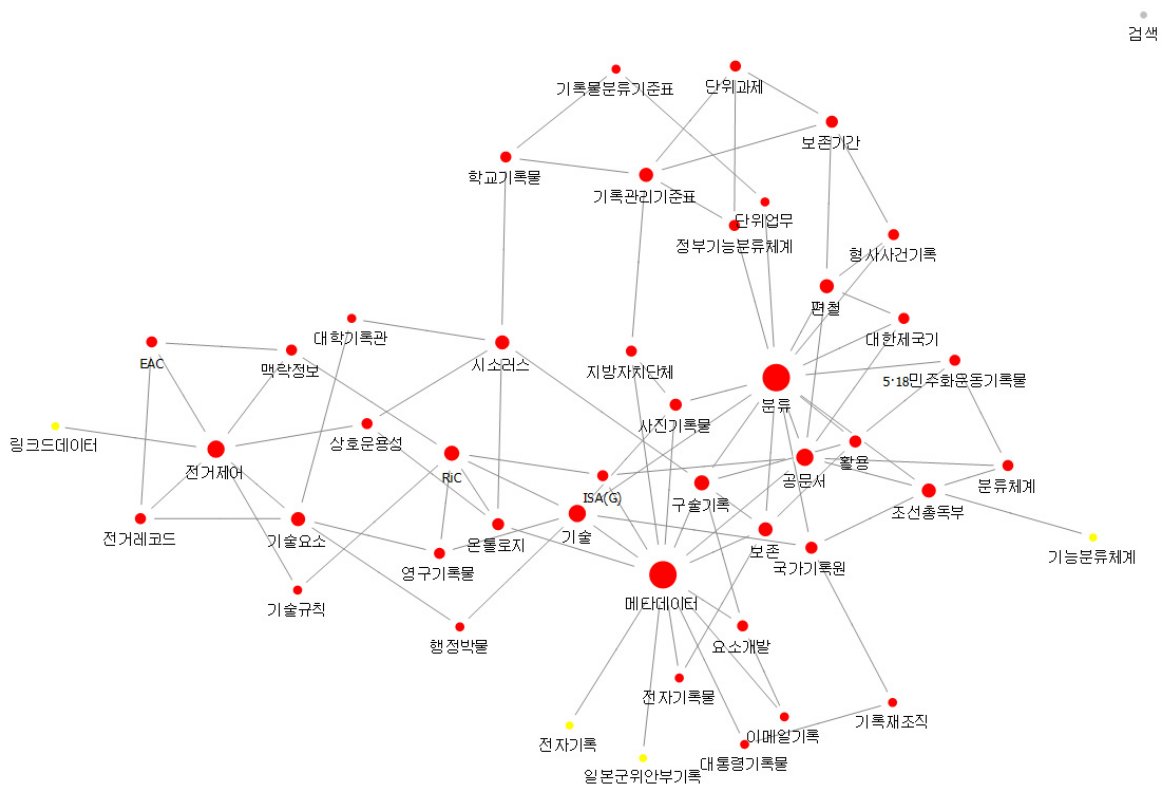 검색
기록물분류기준표
단위과제
보존기간
학교기록물
기록관리기준표
단위업무
정부기능분류체계
형사사건기록
편철
대학기록관
대한제국기
EAC
맥락정보
시소러스
지방자치단체
5·18민주화운동기록물
분류
사진기록물
링크드데이터
상호운용성
전거제어
RiC
활용
공문서
분류체계
ISA(G)
구술기록
조선총독부
전거레코드
기술요소
온톨로지
기술
보존
기능분류체계
영구기록물
국가기록원
기술규칙
메타데이터
행정박물
요소개발
전자기록물
기록재조직
전자기록
이메일기록
대통령기록물
일본군위안부기록